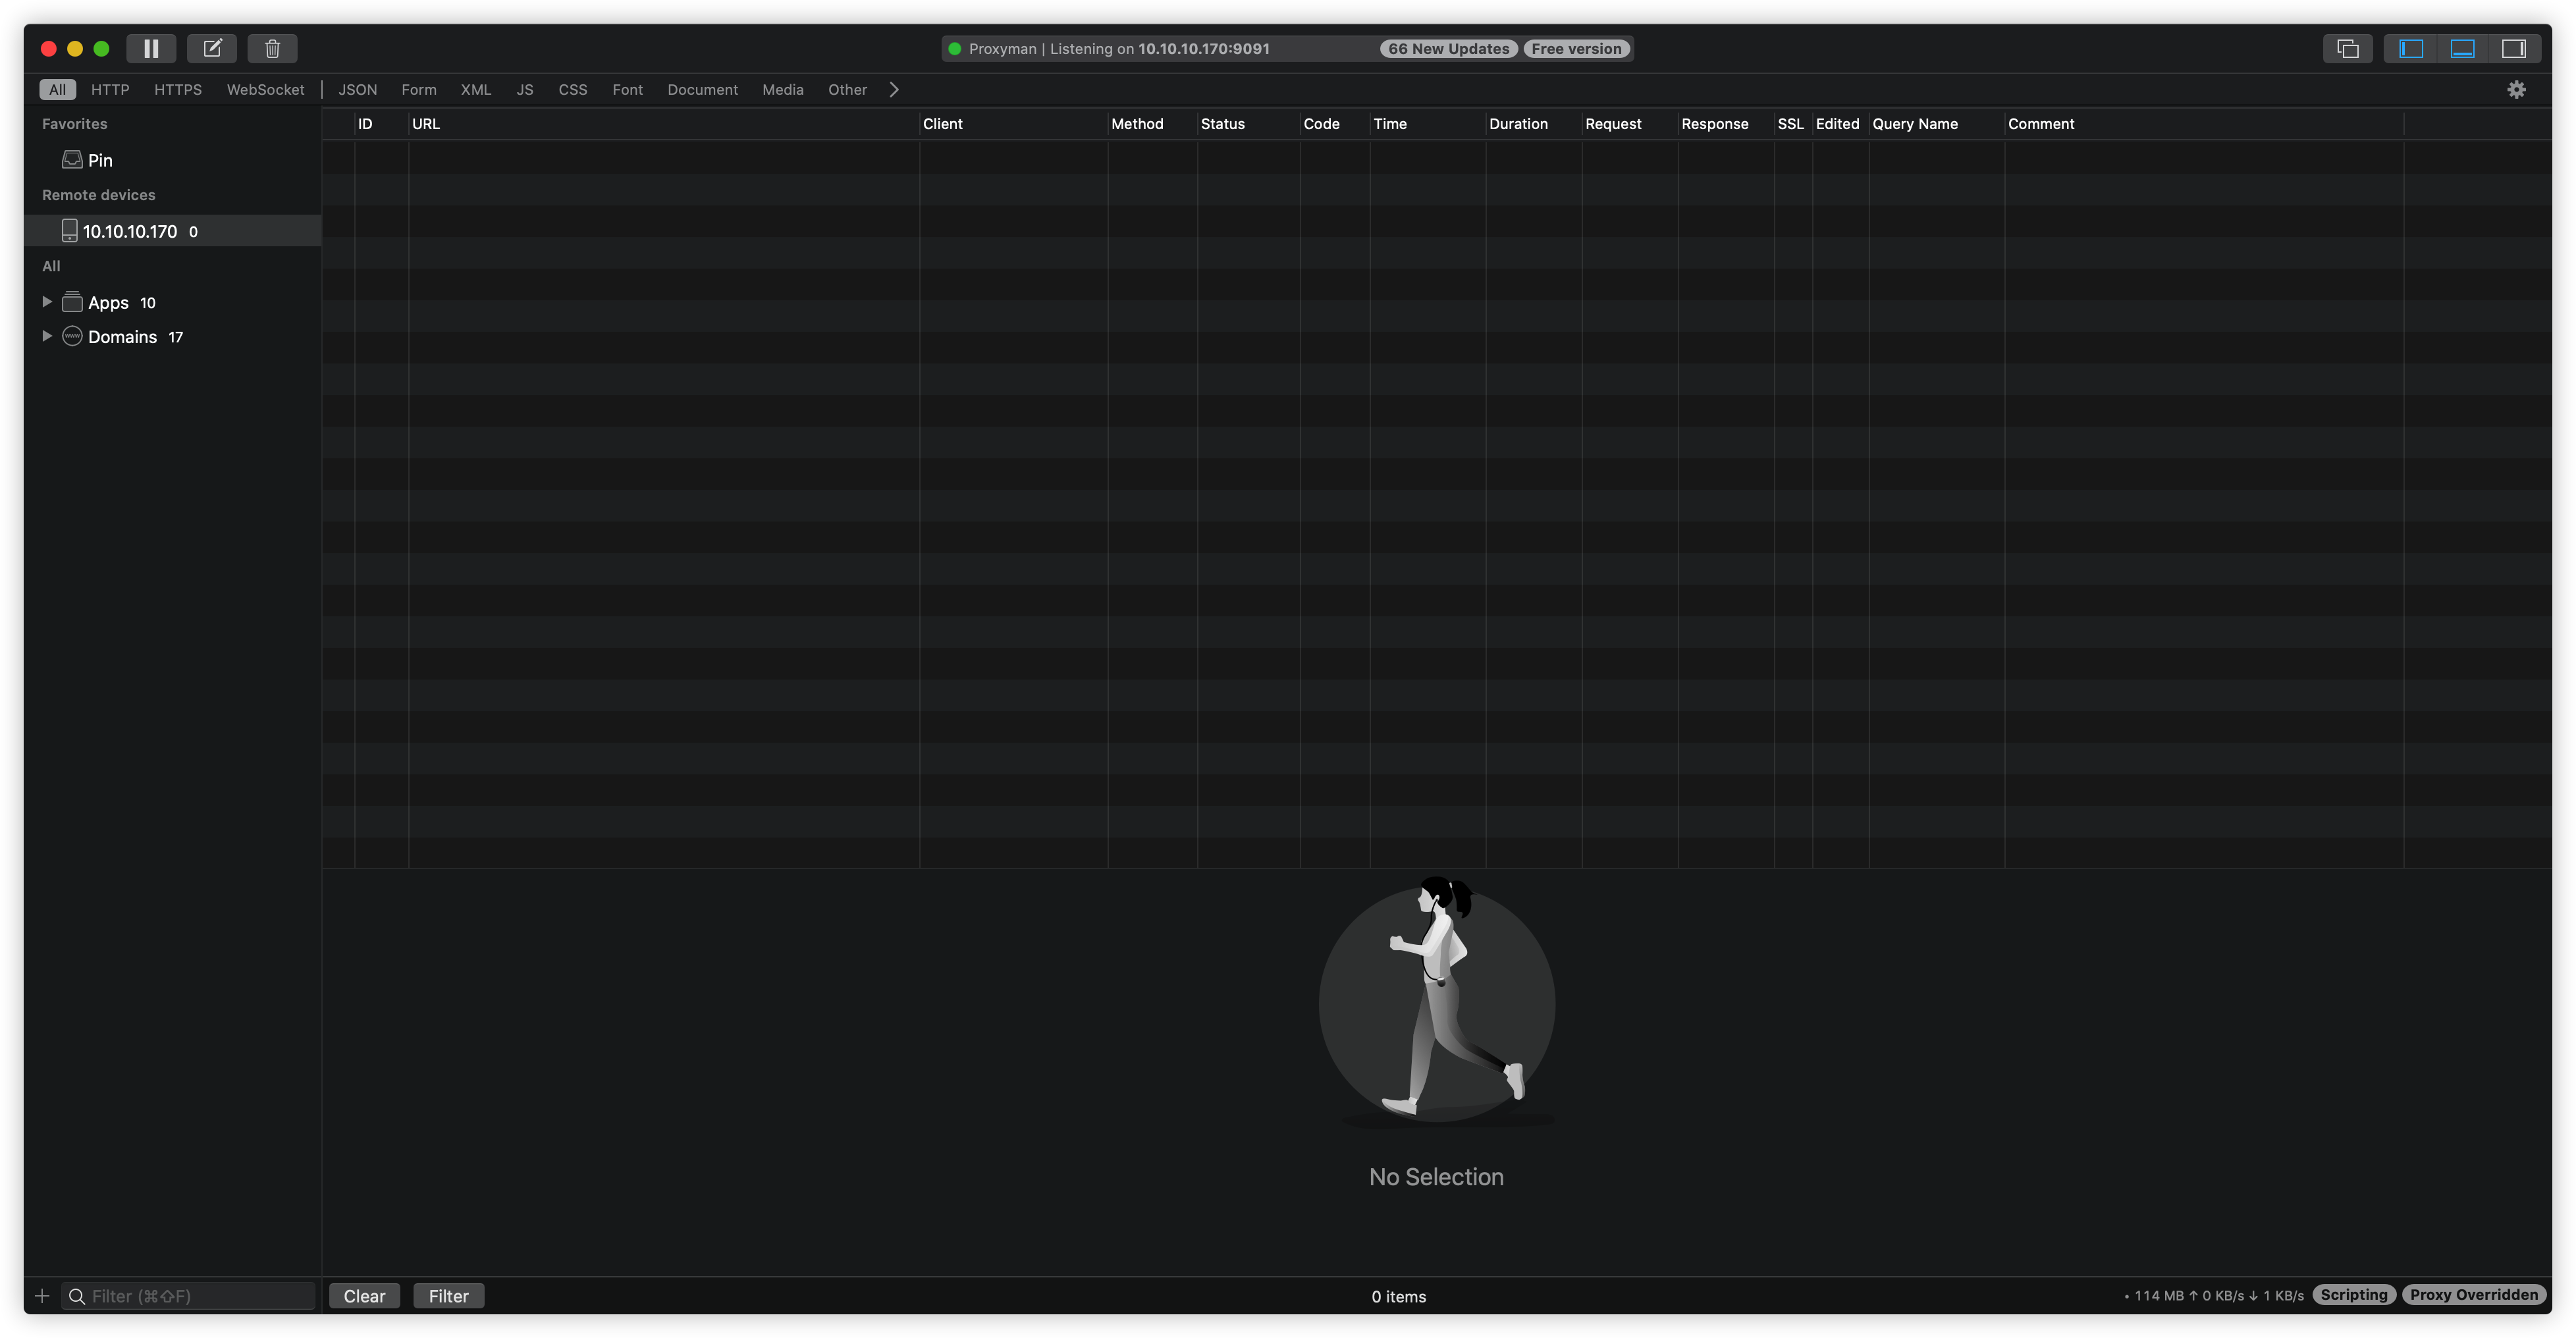 Proxyman | Listening on 10.10.10.170:9091 66 New Updates Free version
All HTTP HTTPS WebSocket | JSON Form XML JS CSS Font Document Media Other
Favorites
Pin
Remote devices
10.10.10.170 0
All
Apps 10
Domains 17
ID URL Client Method Status Code Time Duration Request Response SSL Edited Query Name Comment
No Selection
Filter (⌘⇧F)
Clear Filter
0 items
• 114 MB ↑ 0 KB/s ↓ 1 KB/s Scripting Proxy Overridden